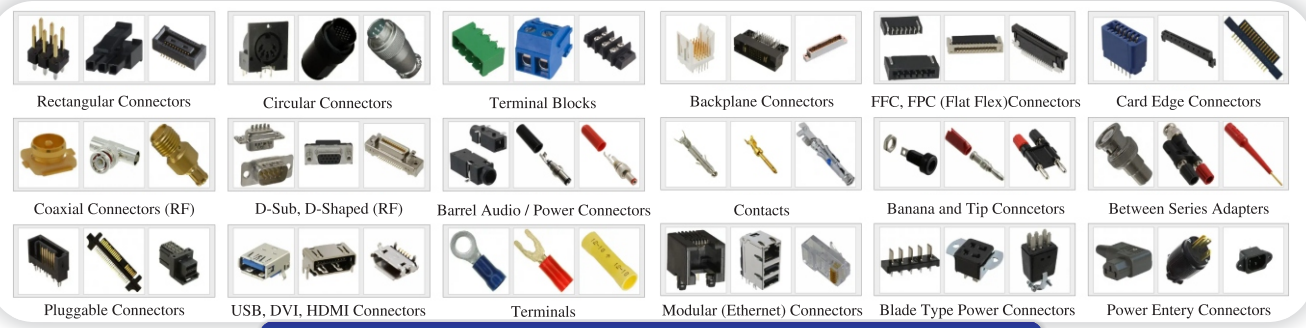 Rectangular Connectors
Circular Connectors
Terminal Blocks
Backplane Connectors
FFC, FPC (Flat Flex)Connectors
Card Edge Connectors
Coaxial Connectors (RF)
D-Sub, D-Shaped (RF)
Barrel Audio / Power Connectors
Contacts
Banana and Tip Conncetors
Between Series Adapters
Pluggable Connectors
USB, DVI, HDMI Connectors
Terminals
Modular (Ethernet) Connectors
Blade Type Power Connectors
Power Entery Connectors